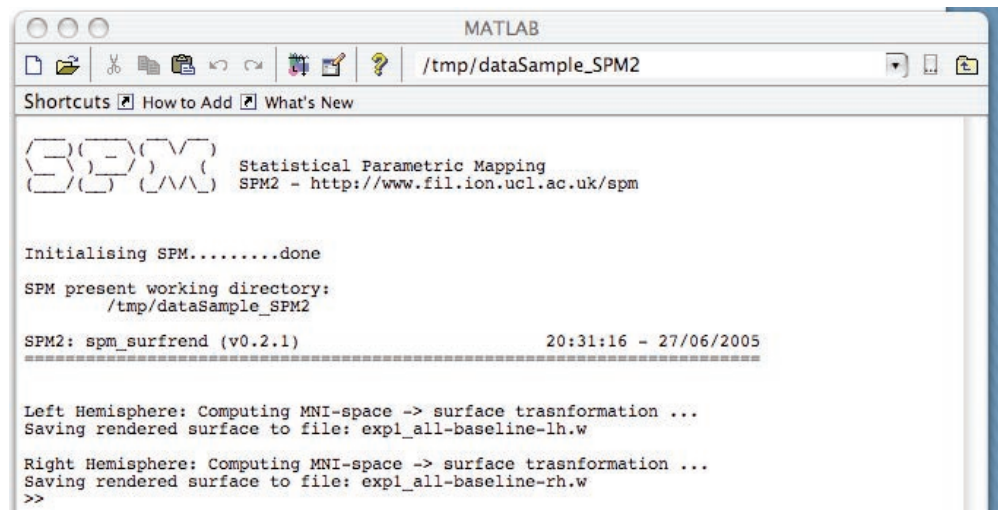 MATLAB
/tmp/dataSample_SPM2
Shortcuts How to Add What's New
Statistical Parametric Mapping
SPM2 - http://www.fil.ion.ucl.ac.uk/spm
Initialising SPM.........done
SPM present working directory:
/tmp/dataSample_SPM2
SPM2: spm_surfrend (v0.2.1) 20:31:16 - 27/06/2005
========================================================================
Left Hemisphere: Computing MNI-space -> surface trasnformation ...
Saving rendered surface to file: exp1_all-baseline-lh.w
Right Hemisphere: Computing MNI-space -> surface trasnformation ...
Saving rendered surface to file: exp1_all-baseline-rh.w
>>